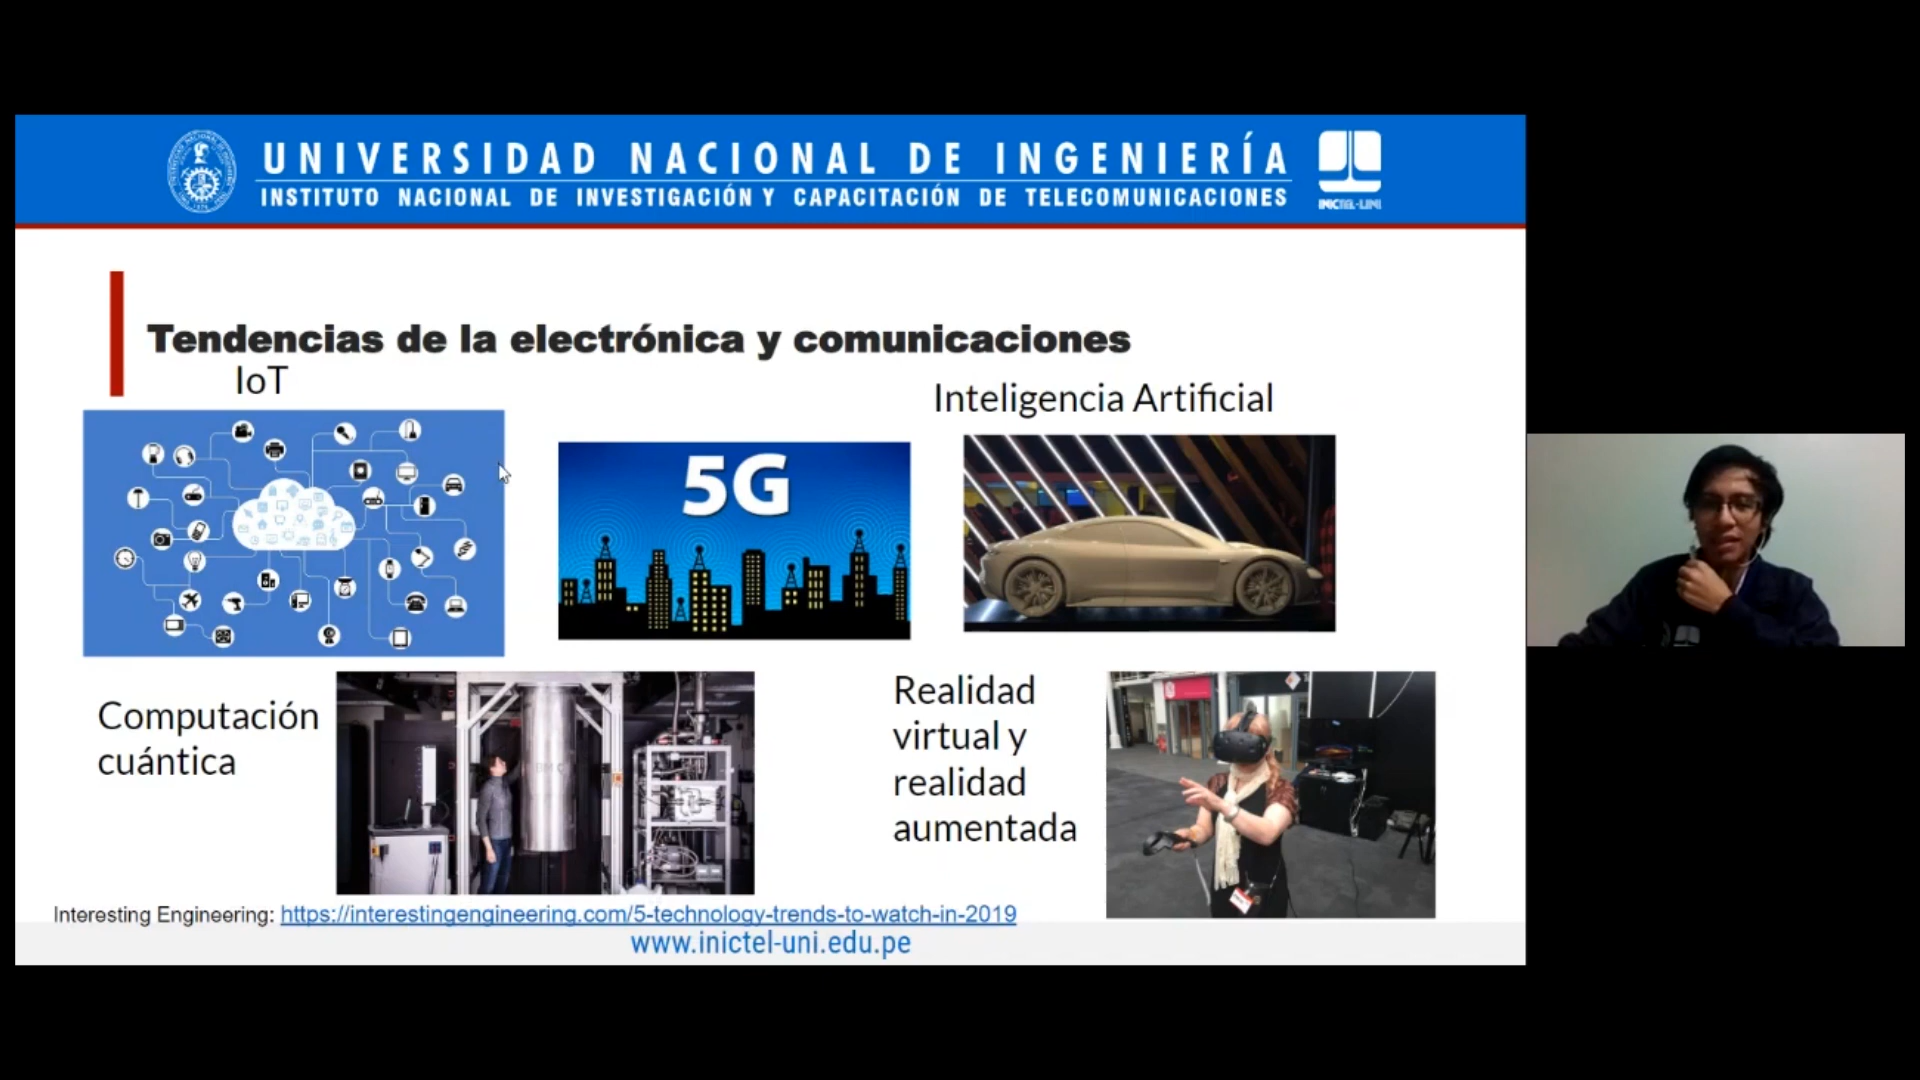 UNIVERSIDAD NACIONAL DE INGENIERÍA
INSTITUTO NACIONAL DE INVESTIGACIÓN Y CAPACITACIÓN DE TELECOMUNICACIONES
INICTEL-UNI
Tendencias de la electrónica y comunicaciones
IoT
Inteligencia Artificial
5G
Computación
cuántica
Realidad
virtual y
realidad
aumentada
Interesting Engineering: https://interestingengineering.com/5-technology-trends-to-watch-in-2019
www.inictel-uni.edu.pe